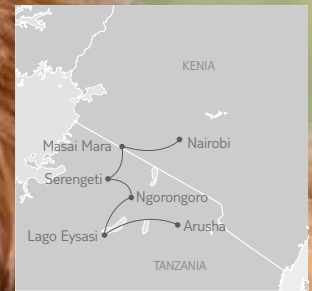 KENIA
Masai Mara
Nairobi
Serengeti
Ngorongoro
Arusha
Lago Eysasi
TANZANIA